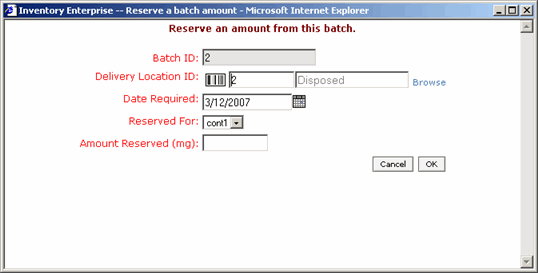 Inventory Enterprise -- Reserve a batch amount - Microsoft Internet Explorer
Reserve an amount from this batch.
Batch ID: 2
Delivery Location ID: 2 Disposed Browse
Date Required: 3/12/2007
Reserved For: cont1
Amount Reserved (mg):
Cancel OK